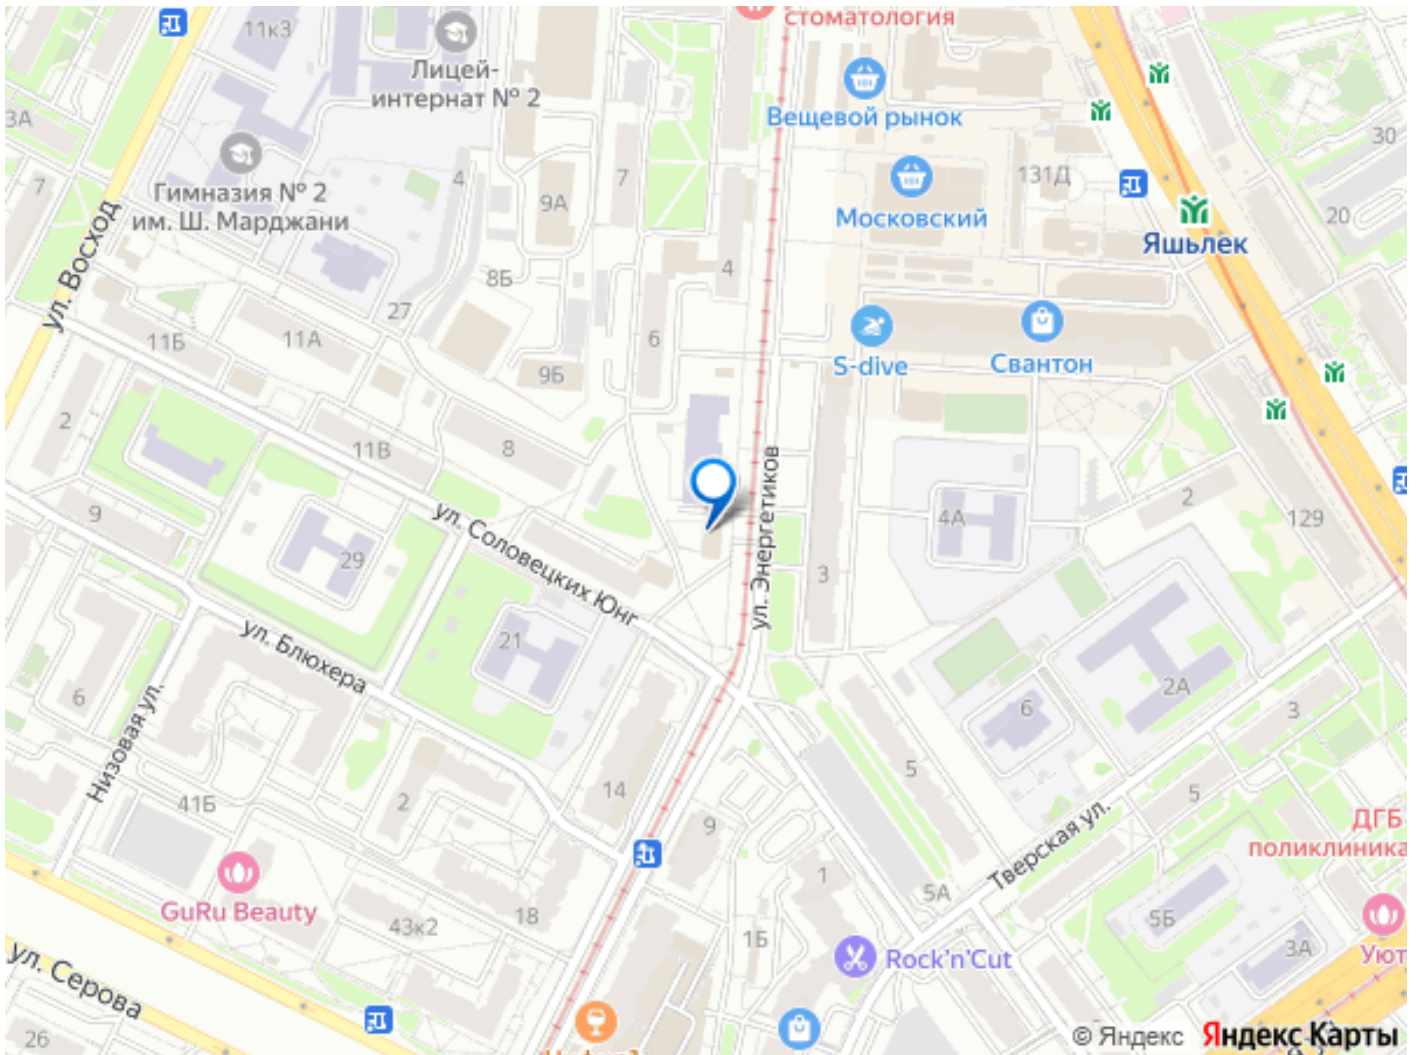 стоматология
11к3
Лицей-
интернат № 2
3А
Вещевой рынок
30
Гимназия № 2
им. Ш. Марджани
7
4
9А
7
131Д
Московский
20
Яшьлек
ул. Восход
4
8Б
27
6
11Б
11А
9Б
S-dive
Свантон
2
11В
8
9
ул. Соловецких Юнг
ул. Энергетиков
4А
2
129
29
3
ул. Блюхера
21
6
2А
6
3
Низовая ул.
41Б
2
14
9
5
5
Тверская ул.
ДГБ
поликлиника
GuRu Beauty
43к2
18
1
5А
1Б
5Б
3А
Уют
Rock'n'Cut
ул. Серова
26
© Яндекс Яндекс Карты